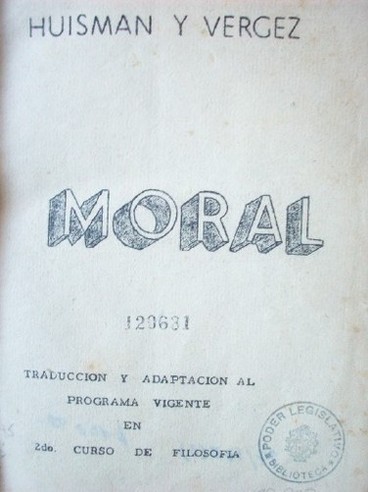 HUISMAN Y VERGEZ
MORAL
120631
TRADUCCION Y ADAPTACION AL
PROGRAMA VIGENTE
EN
2do. CURSO DE FILOSOFIA
PODER LEGISLATIVO
BIBLIOTECA